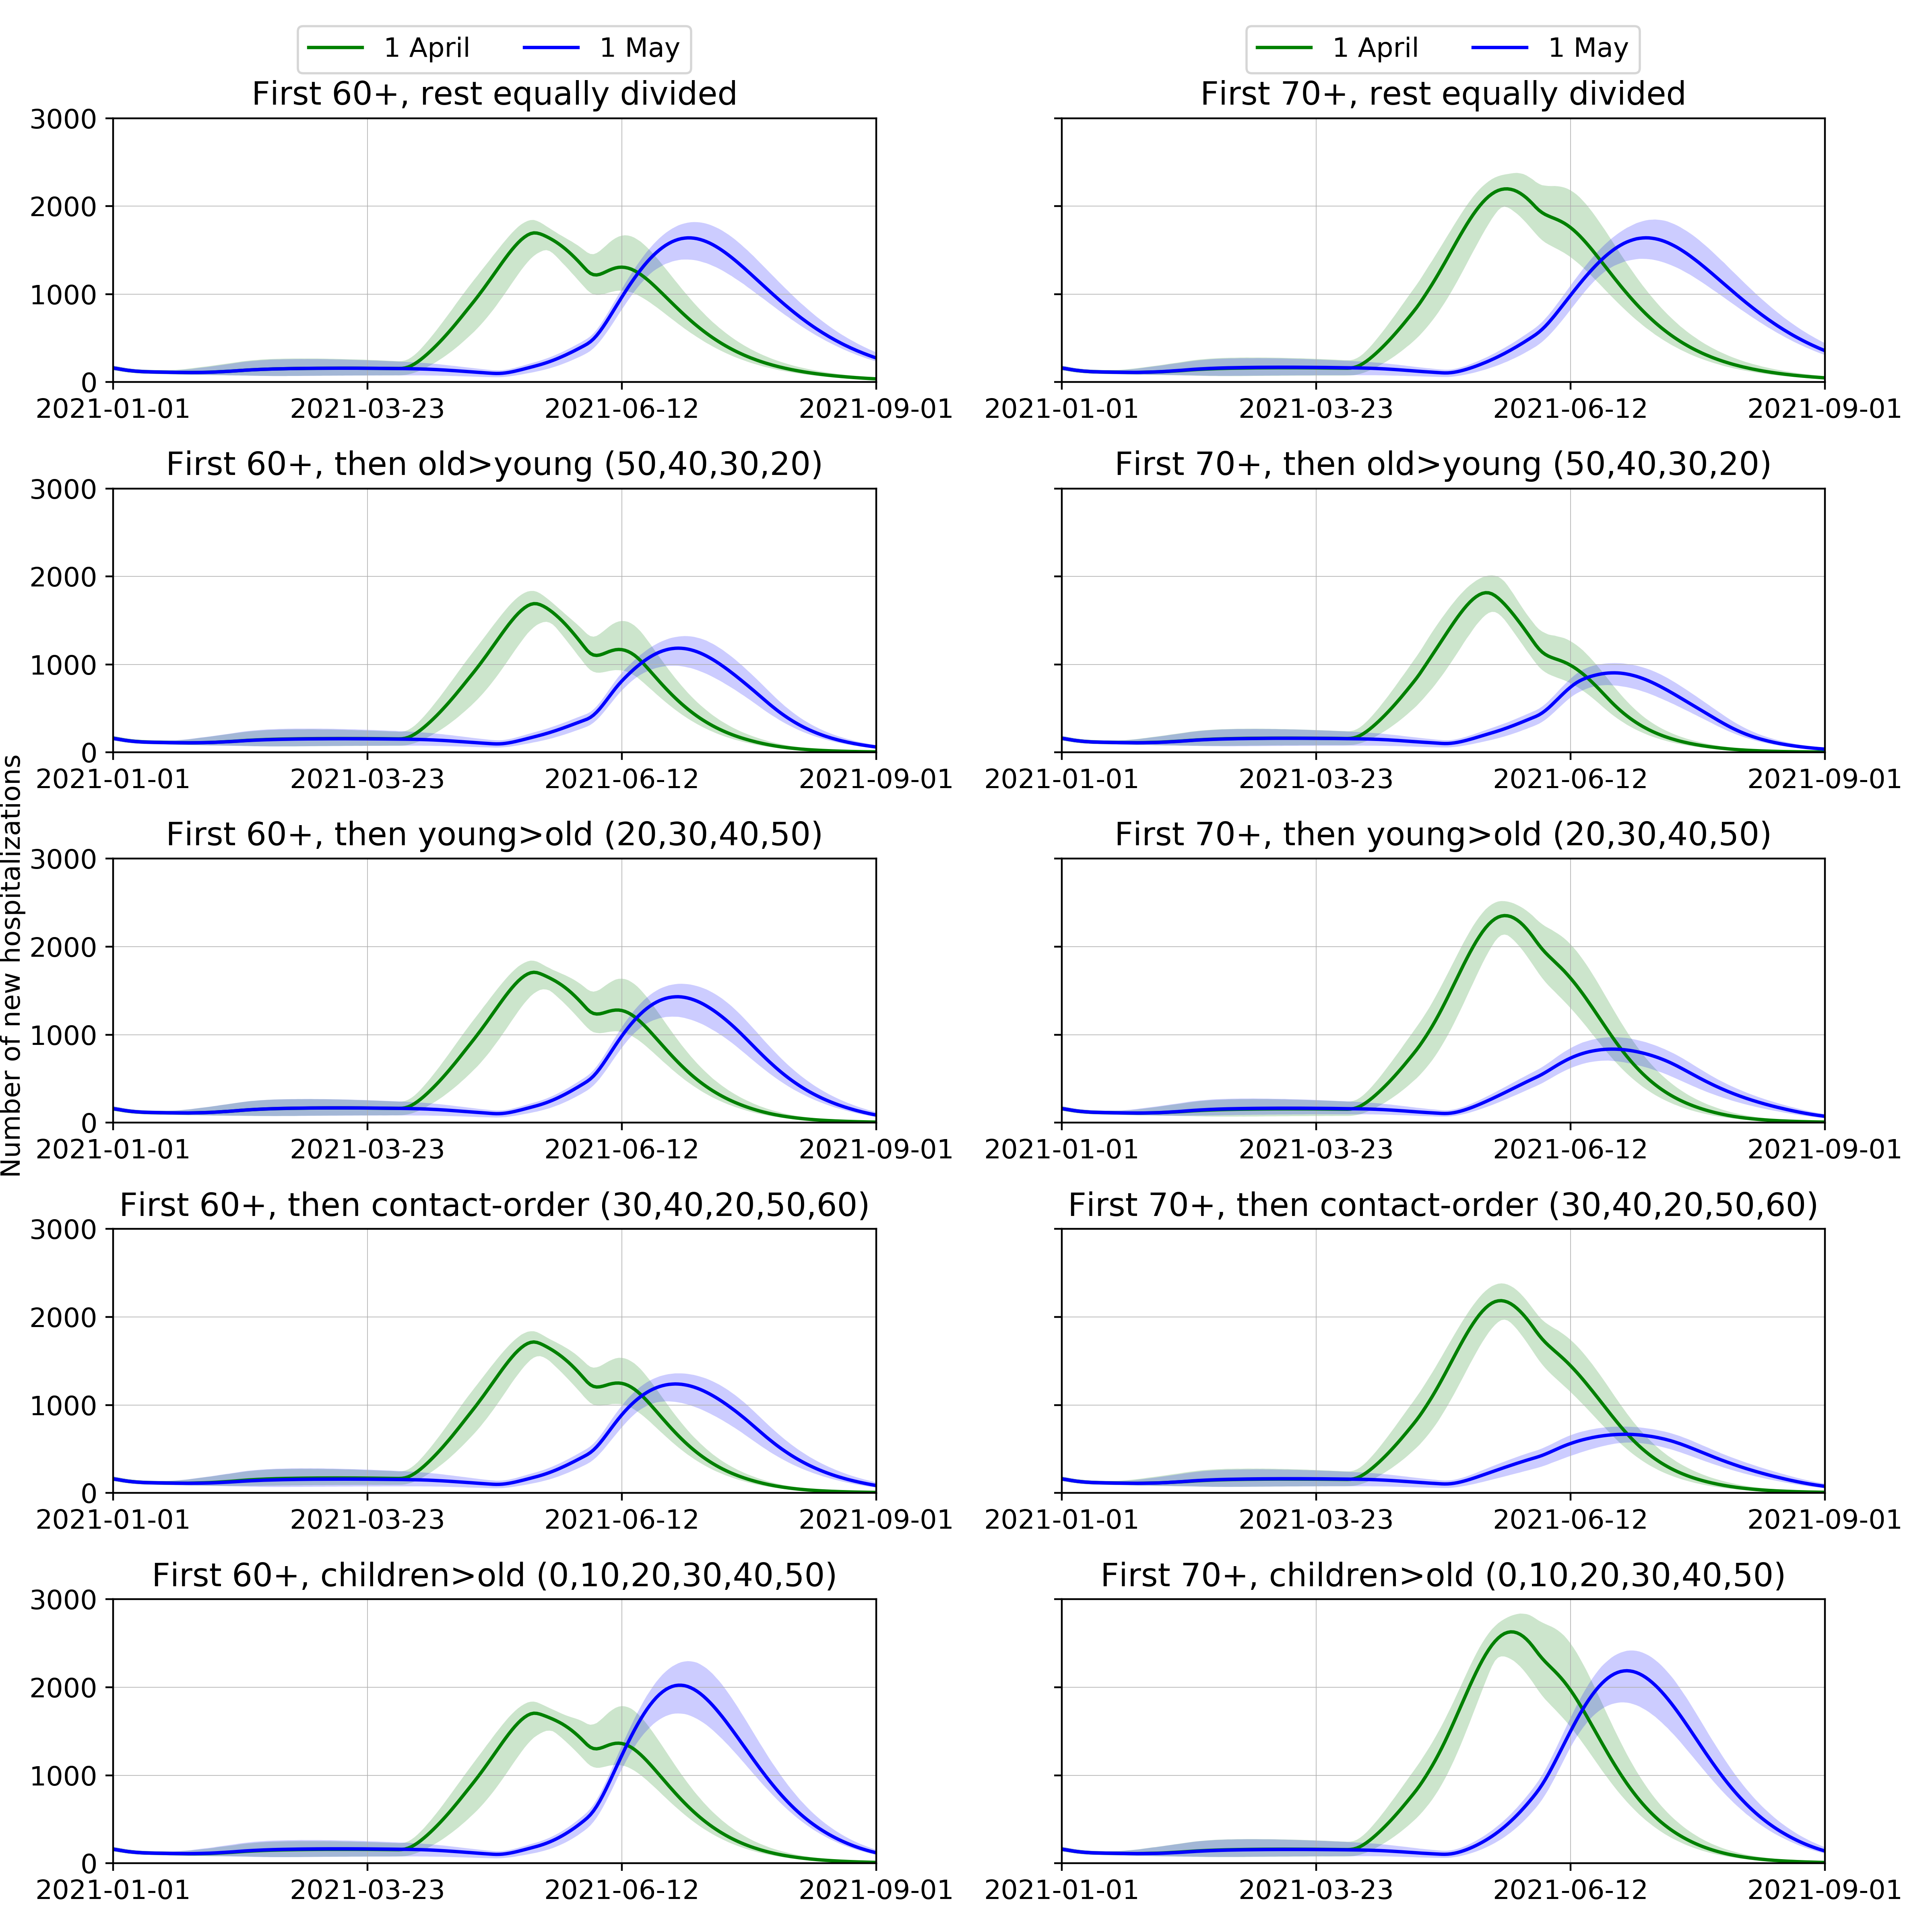 1 April 1 May
1 April 1 May
First 60+, rest equally divided
First 70+, rest equally divided
3000
2000
1000
0
2021-01-01 2021-03-23 2021-06-12 2021-09-01
2021-01-01 2021-03-23 2021-06-12 2021-09-01
First 60+, then old>young (50,40,30,20)
First 70+, then old>young (50,40,30,20)
3000
2000
1000
0
2021-01-01 2021-03-23 2021-06-12 2021-09-01
2021-01-01 2021-03-23 2021-06-12 2021-09-01
Number of new hospitalizations
First 60+, then young>old (20,30,40,50)
First 70+, then young>old (20,30,40,50)
3000
2000
1000
0
2021-01-01 2021-03-23 2021-06-12 2021-09-01
2021-01-01 2021-03-23 2021-06-12 2021-09-01
First 60+, then contact-order (30,40,20,50,60)
First 70+, then contact-order (30,40,20,50,60)
3000
2000
1000
0
2021-01-01 2021-03-23 2021-06-12 2021-09-01
2021-01-01 2021-03-23 2021-06-12 2021-09-01
First 60+, children>old (0,10,20,30,40,50)
First 70+, children>old (0,10,20,30,40,50)
3000
2000
1000
0
2021-01-01 2021-03-23 2021-06-12 2021-09-01
2021-01-01 2021-03-23 2021-06-12 2021-09-01